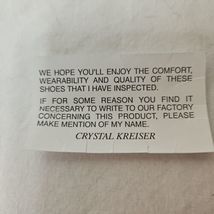 WE HOPE YOU'LL ENJOY THE COMFORT,
WEARABILITY AND QUALITY OF THESE
SHOES THAT I HAVE INSPECTED.
IF FOR SOME REASON YOU FIND IT
NECESSARY TO WRITE TO OUR FACTORY
CONCERNING THIS PRODUCT, PLEASE
MAKE MENTION OF MY NAME.
CRYSTAL KREISER